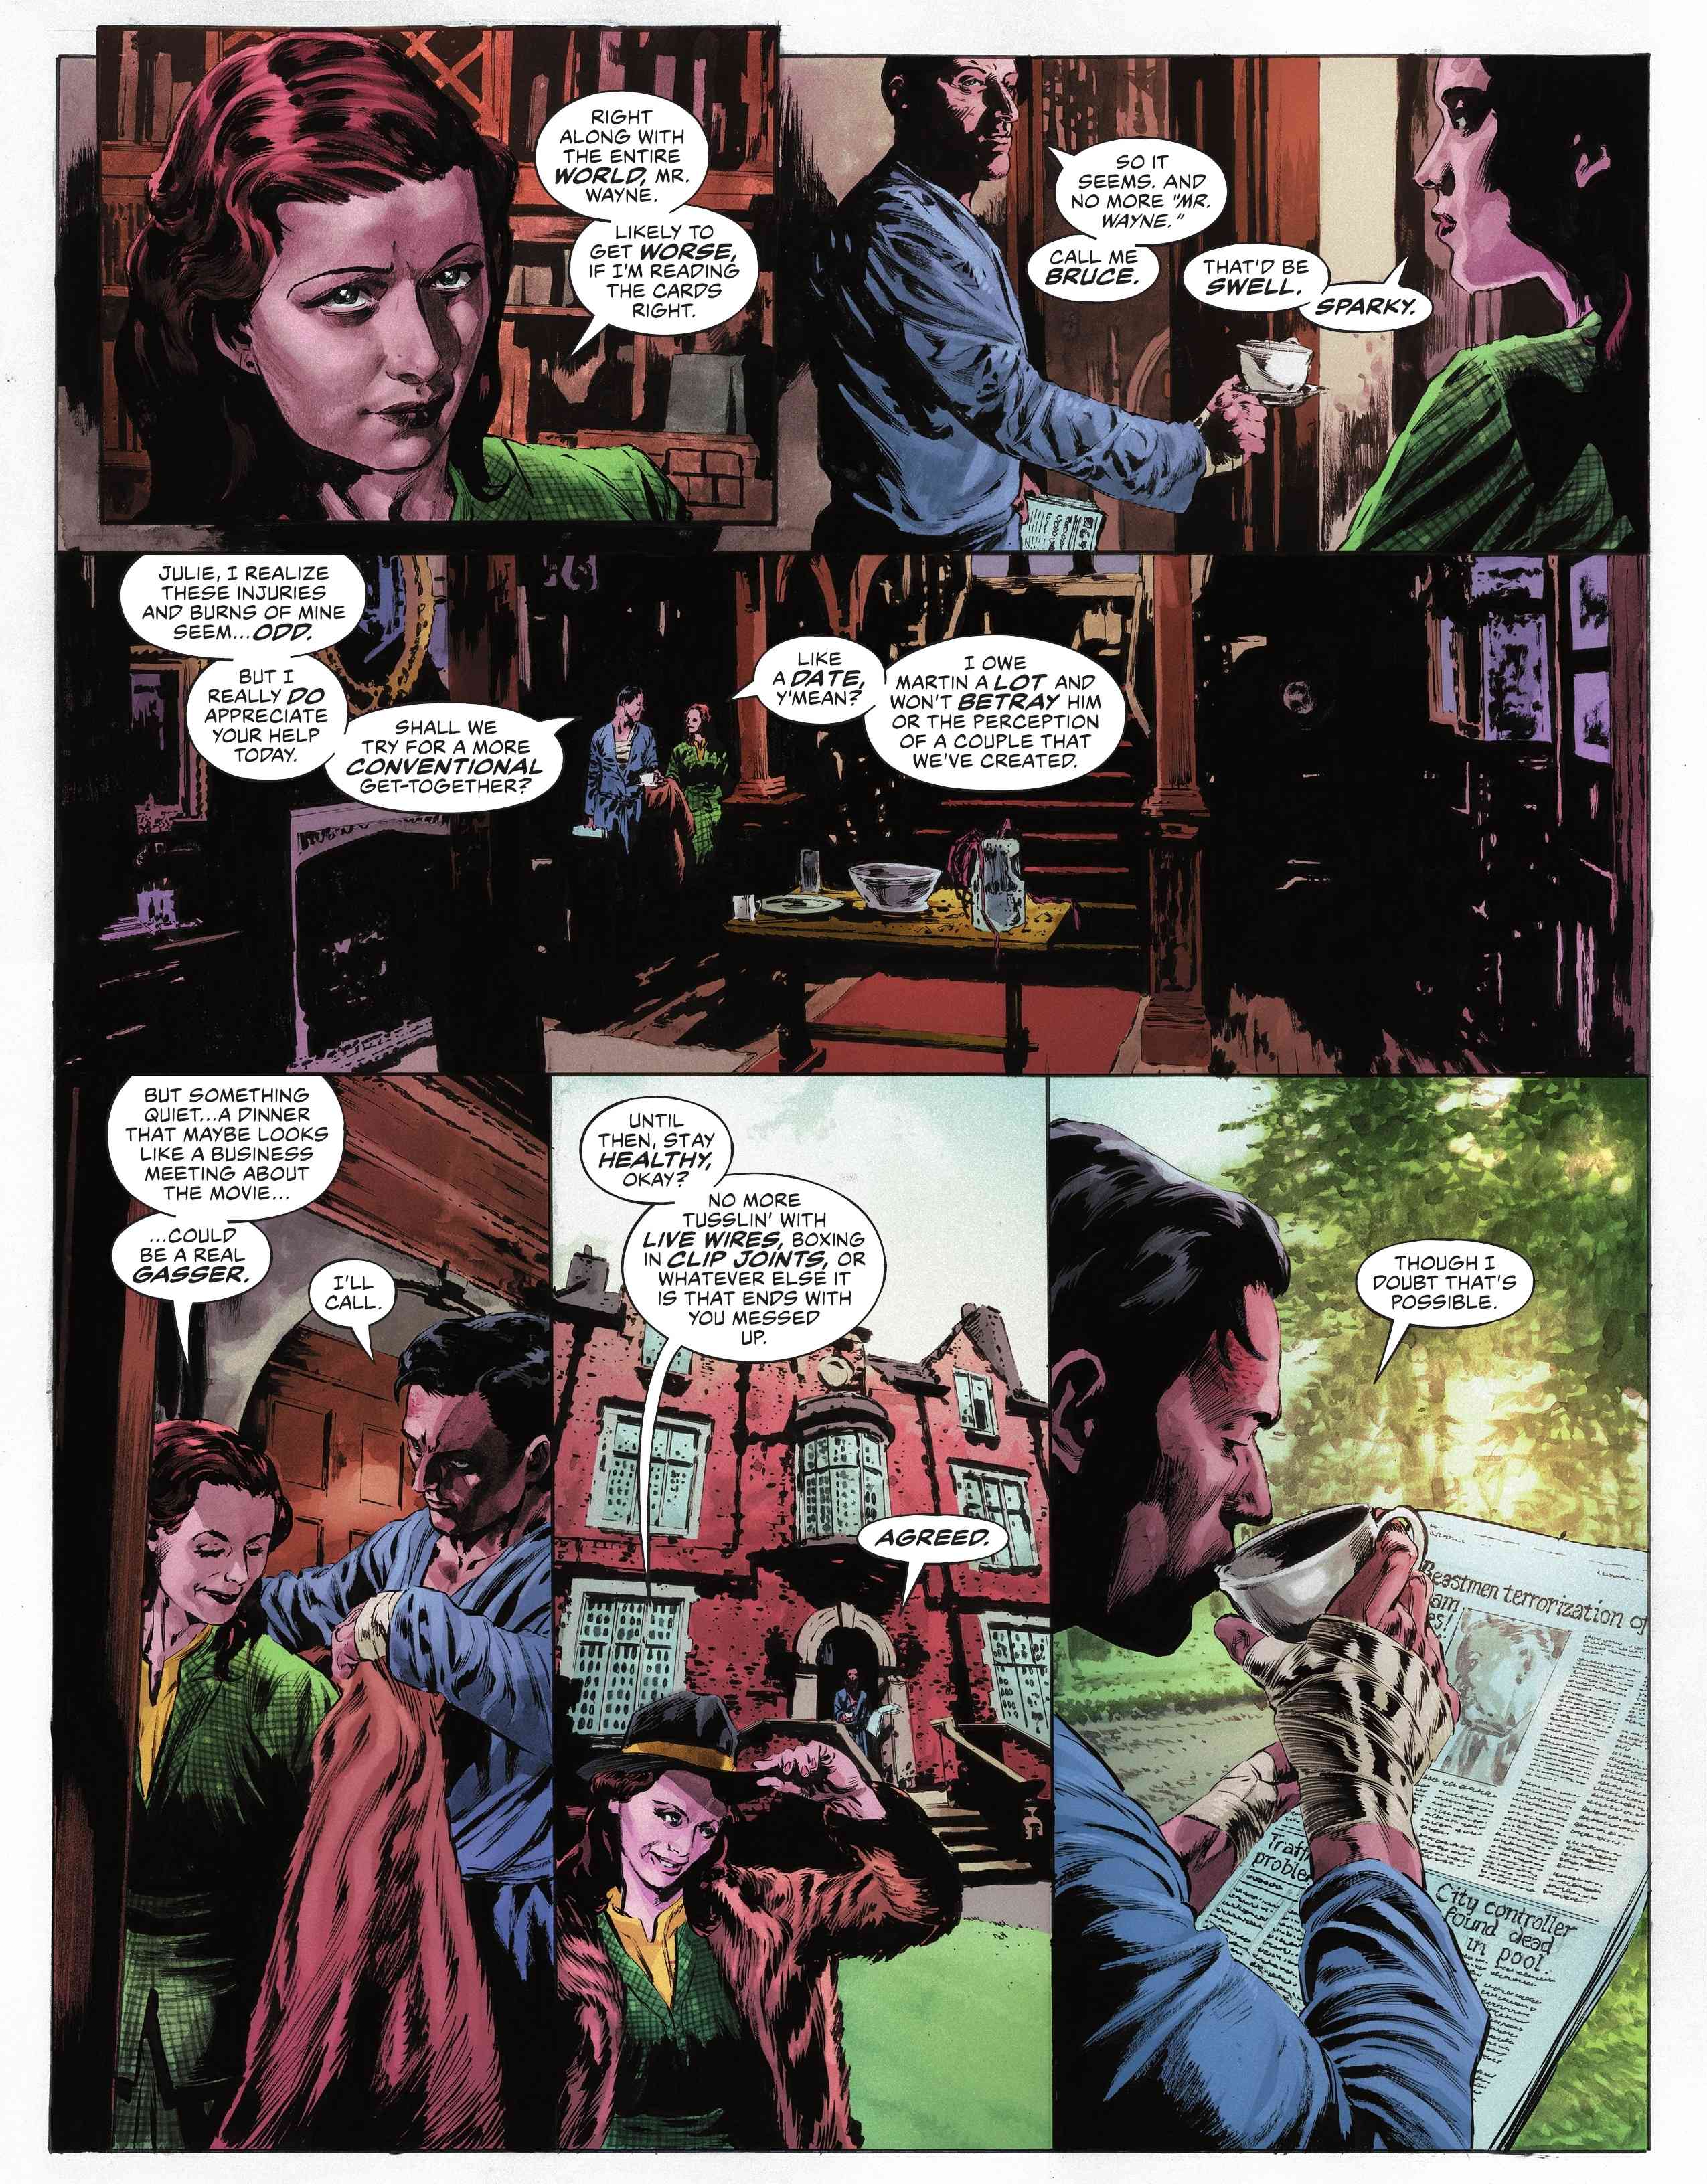 RIGHT
ALONG WITH
THE ENTIRE
WORLD, MR.
WAYNE.
LIKELY TO
GET WORSE,
IF I'M READING
THE CARDS
RIGHT.
SO IT
SEEMS. AND
NO MORE "MR.
WAYNE."
CALL ME
BRUCE.
THAT'D BE
SWELL.
SPARKY.
JULIE, I REALIZE
THESE INJURIES
AND BURNS OF MINE
SEEM...ODD.
BUT I
REALLY DO
APPRECIATE
YOUR HELP
TODAY.
SHALL WE
TRY FOR A MORE
CONVENTIONAL
GET-TOGETHER?
LIKE
A DATE,
Y'MEAN?
I OWE
MARTIN A LOT AND
WON'T BETRAY HIM
OR THE PERCEPTION
OF A COUPLE THAT
WE'VE CREATED.
BUT SOMETHING
QUIET...A DINNER
THAT MAYBE LOOKS
LIKE A BUSINESS
MEETING ABOUT
THE MOVIE...
...COULD
BE A REAL
GASSER.
I'LL
CALL.
UNTIL
THEN, STAY
HEALTHY,
OKAY?
NO MORE
TUSSLIN' WITH
LIVE WIRES, BOXING
IN CLIP JOINTS, OR
WHATEVER ELSE IT
IS THAT ENDS WITH
YOU MESSED
UP.
AGREED.
THOUGH I
DOUBT THAT'S
POSSIBLE.
Beastmen terrorization of
City controller
found dead
in pool